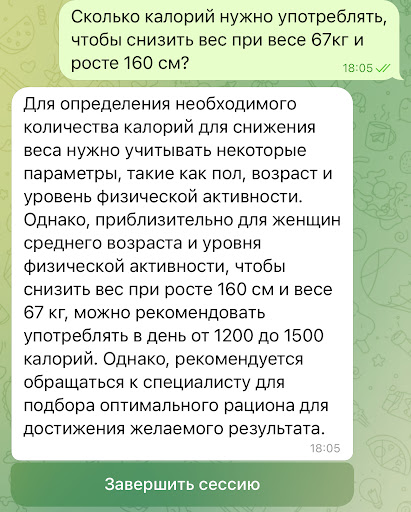 Сколько калорий нужно употреблять,
чтобы снизить вес при весе 67кг и
росте 160 см?
18:05
Для определения необходимого
количества калорий для снижения
веса нужно учитывать некоторые
параметры, такие как пол, возраст и
уровень физической активности.
Однако, приблизительно для женщин
среднего возраста и уровня
физической активности, чтобы
снизить вес при росте 160 см и весе
67 кг, можно рекомендовать
употреблять в день от 1200 до 1500
калорий. Однако, рекомендуется
обращаться к специалисту для
подбора оптимального рациона для
достижения желаемого результата.
18:05
Завершить сессию